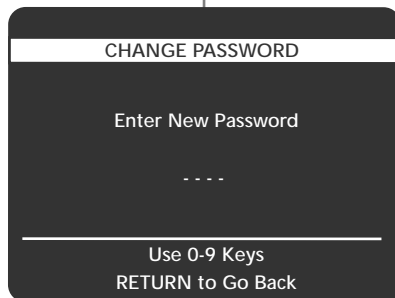 CHANGE PASSWORD
Enter New Password
- - - -
Use 0-9 Keys
RETURN to Go Back